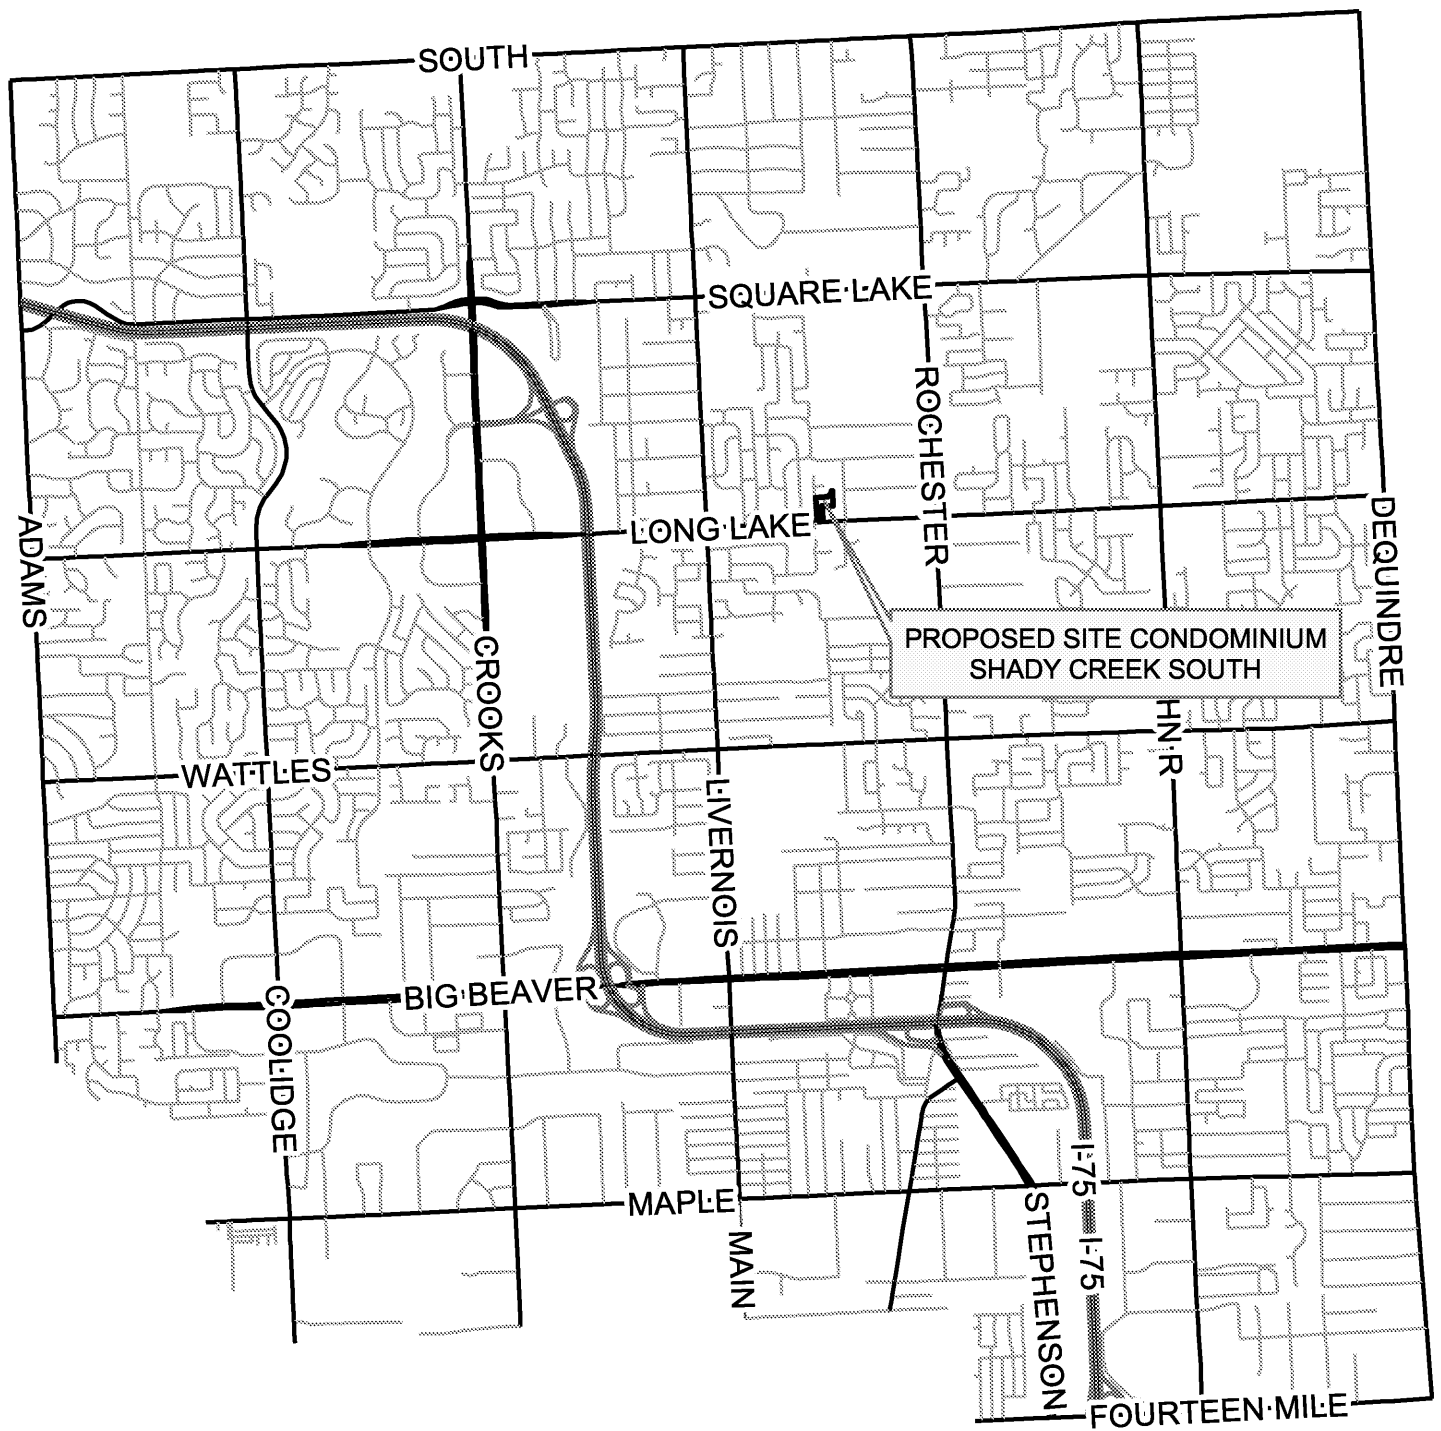 SOUTH
SQUARE LAKE
ROCHESTER
LONG LAKE
ADAMS
DEQUINDRE
PROPOSED SITE CONDOMINIUM
SHADY CREEK SOUTH
CROOKS
HN R
WATTLES
LIVERNOIS
BIG BEAVER
COOLIDGE
I-75
MAPLE
STEPHENSON
MAIN
I-75
FOURTEEN MILE